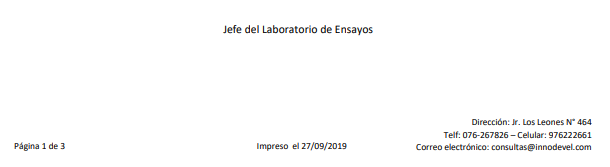 Jefe del Laboratorio de Ensayos
Dirección: Jr. Los Leones N° 464
Telf: 076-267826 – Celular: 976222661
Página 1 de 3 Impreso el 27/09/2019 Correo electrónico: consultas@innodevel.com